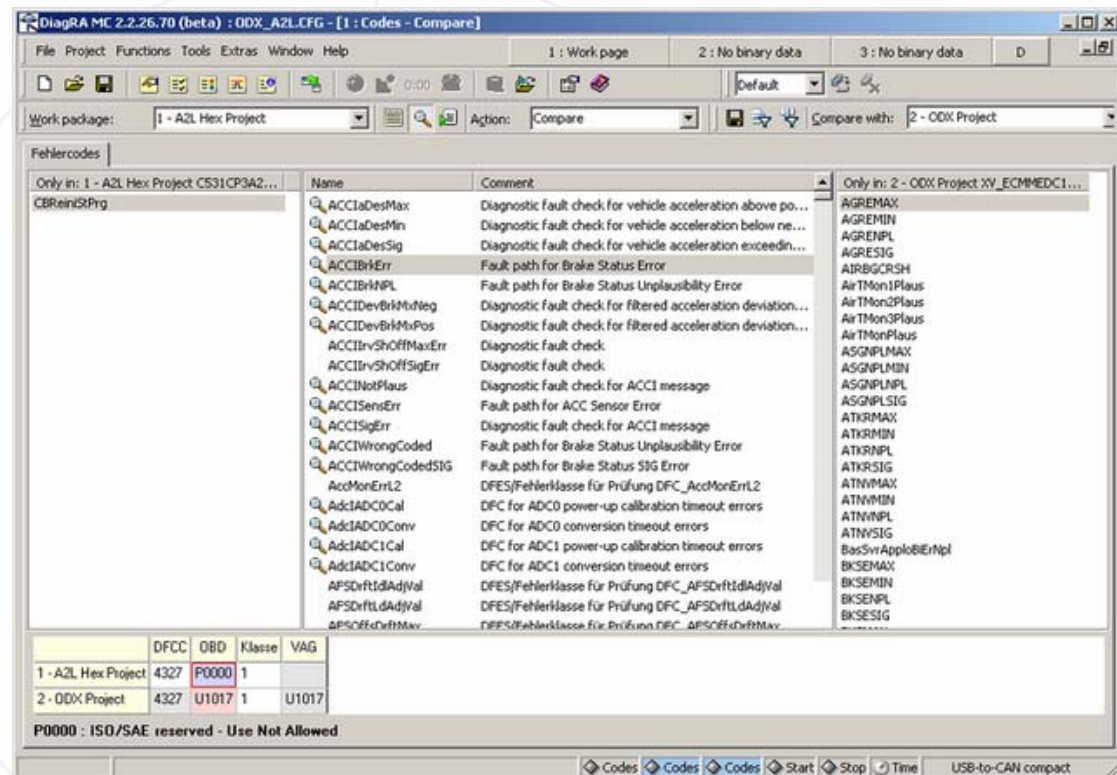 DiagRA MC 2.2.26.70 (beta) : ODX_A2L.CFG - [1 : Codes - Compare]
File Project Functions Tools Extras Window Help 1 : Work page 2 : No binary data 3 : No binary data D
0:00 Default
Work package: 1 - A2L Hex Project Action: Compare Compare with: 2 - ODX Project
Fehlercodes
Only in: 1 - A2L Hex Project C531CP3A2...
CBReiniStPrg
Name Comment
ACCIaDesMax Diagnostic fault check for vehicle acceleration above po...
ACCIaDesMin Diagnostic fault check for vehicle acceleration below ne...
ACCIaDesSig Diagnostic fault check for vehicle acceleration exceedin...
ACCIBrkErr Fault path for Brake Status Error
ACCIBrkNPL Fault path for Brake Status Unplausibility Error
ACCIDevBrkMxNeg Diagnostic fault check for filtered acceleration deviation...
ACCIDevBrkMxPos Diagnostic fault check for filtered acceleration deviation...
ACCIIrvShOffMaxErr Diagnostic fault check
ACCIIrvShOffSigErr Diagnostic fault check
ACCINotPlaus Diagnostic fault check for ACCI message
ACCISensErr Fault path for ACC Sensor Error
ACCISigErr Diagnostic fault check for ACCI message
ACCIWrongCoded Fault path for Brake Status Unplausibility Error
ACCIWrongCodedSIG Fault path for Brake Status SIG Error
AccMonErrL2 DFES/Fehlerklasse für Prüfung DFC_AccMonErrL2
AdcIADC0Cal DFC for ADC0 power-up calibration timeout errors
AdcIADC0Conv DFC for ADC0 conversion timeout errors
AdcIADC1Cal DFC for ADC1 power-up calibration timeout errors
AdcIADC1Conv DFC for ADC1 conversion timeout errors
AFSDrftIdlAdjVal DFES/Fehlerklasse für Prüfung DFC_AFSDrftIdlAdjVal
AFSDrftLdAdjVal DFES/Fehlerklasse für Prüfung DFC_AFSDrftLdAdjVal
AFSOffsDrftMax DFES/Fehlerklasse für Prüfung DFC_AFSOffsDrftMax
Only in: 2 - ODX Project XV_ECMMEDC1...
AGREMAX
AGREMIN
AGRENPL
AGRESIG
AIRBGCRSH
AirTMon1Plaus
AirTMon2Plaus
AirTMon3Plaus
AirTMonPlaus
ASGNPLMAX
ASGNPLMIN
ASGNPLNPL
ASGNPLSIG
ATKRMAX
ATKRMIN
ATKRNPL
ATKRSIG
ATNVMAX
ATNVMIN
ATNVNPL
ATNVSIG
BasSvrApploBlErNpl
BKSEMAX
BKSEMIN
BKSENPL
BKSESIG
DFCC OBD Klasse VAG
1 - A2L Hex Project 4327 P0000 1
2 - ODX Project 4327 U1017 1 U1017
P0000 : ISO/SAE reserved - Use Not Allowed
Codes Codes Codes Start Stop Time USB-to-CAN compact